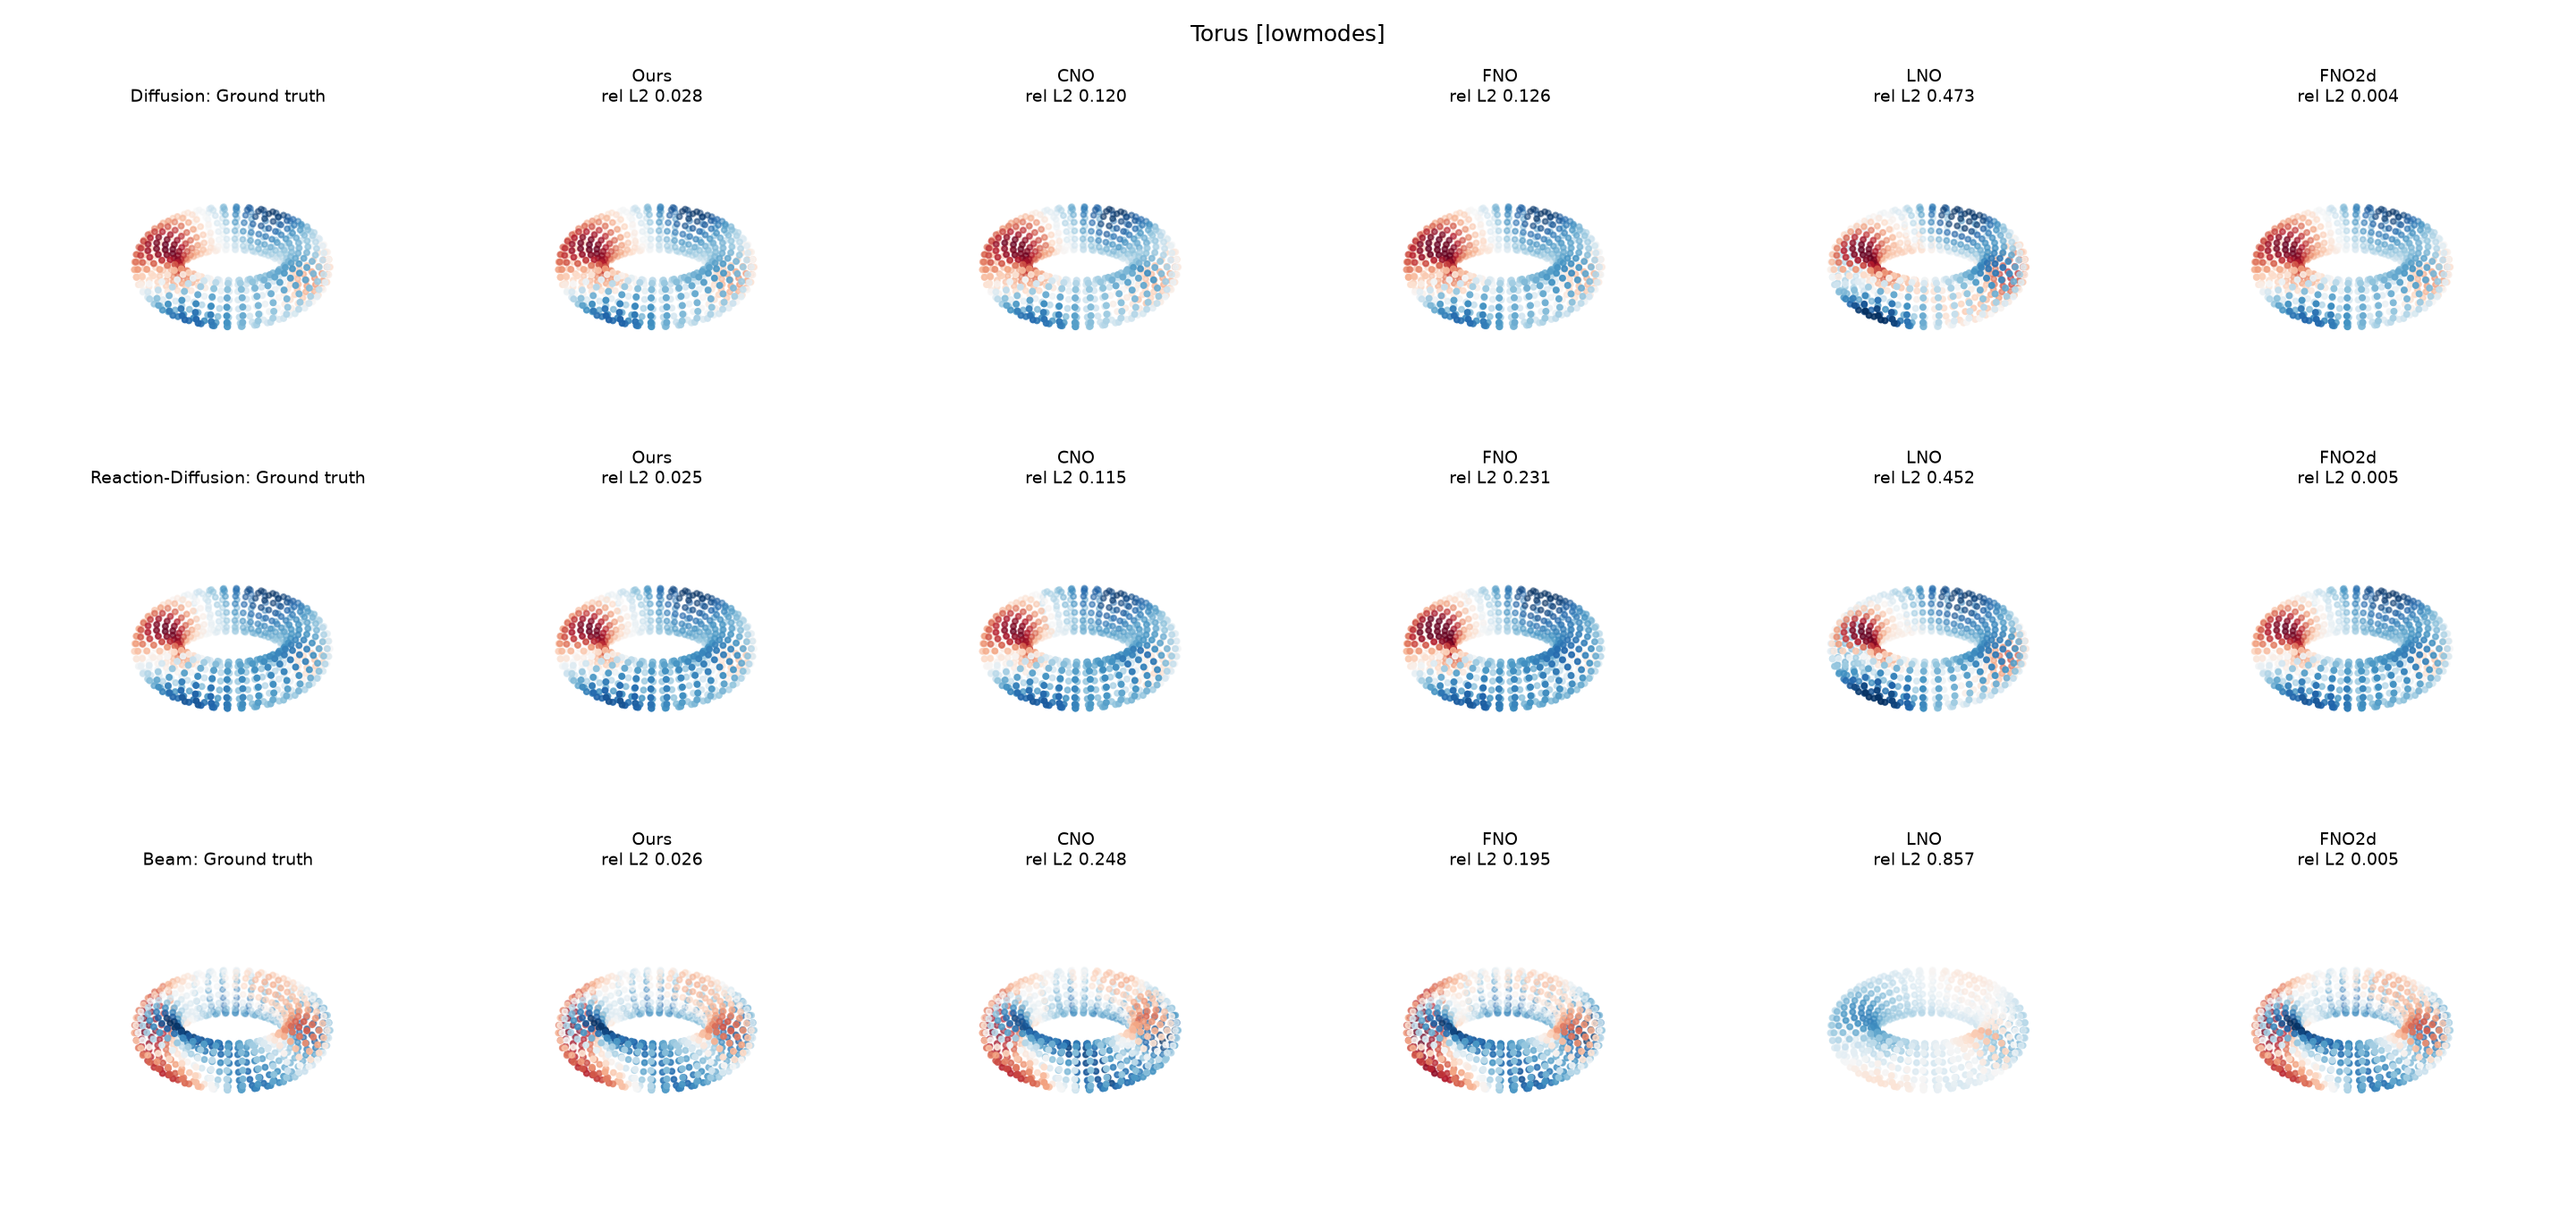 Torus [lowmodes]
Diffusion: Ground truth
Ours
rel L2 0.028
CNO
rel L2 0.120
FNO
rel L2 0.126
LNO
rel L2 0.473
FNO2d
rel L2 0.004
Reaction-Diffusion: Ground truth
Ours
rel L2 0.025
CNO
rel L2 0.115
FNO
rel L2 0.231
LNO
rel L2 0.452
FNO2d
rel L2 0.005
Beam: Ground truth
Ours
rel L2 0.026
CNO
rel L2 0.248
FNO
rel L2 0.195
LNO
rel L2 0.857
FNO2d
rel L2 0.005